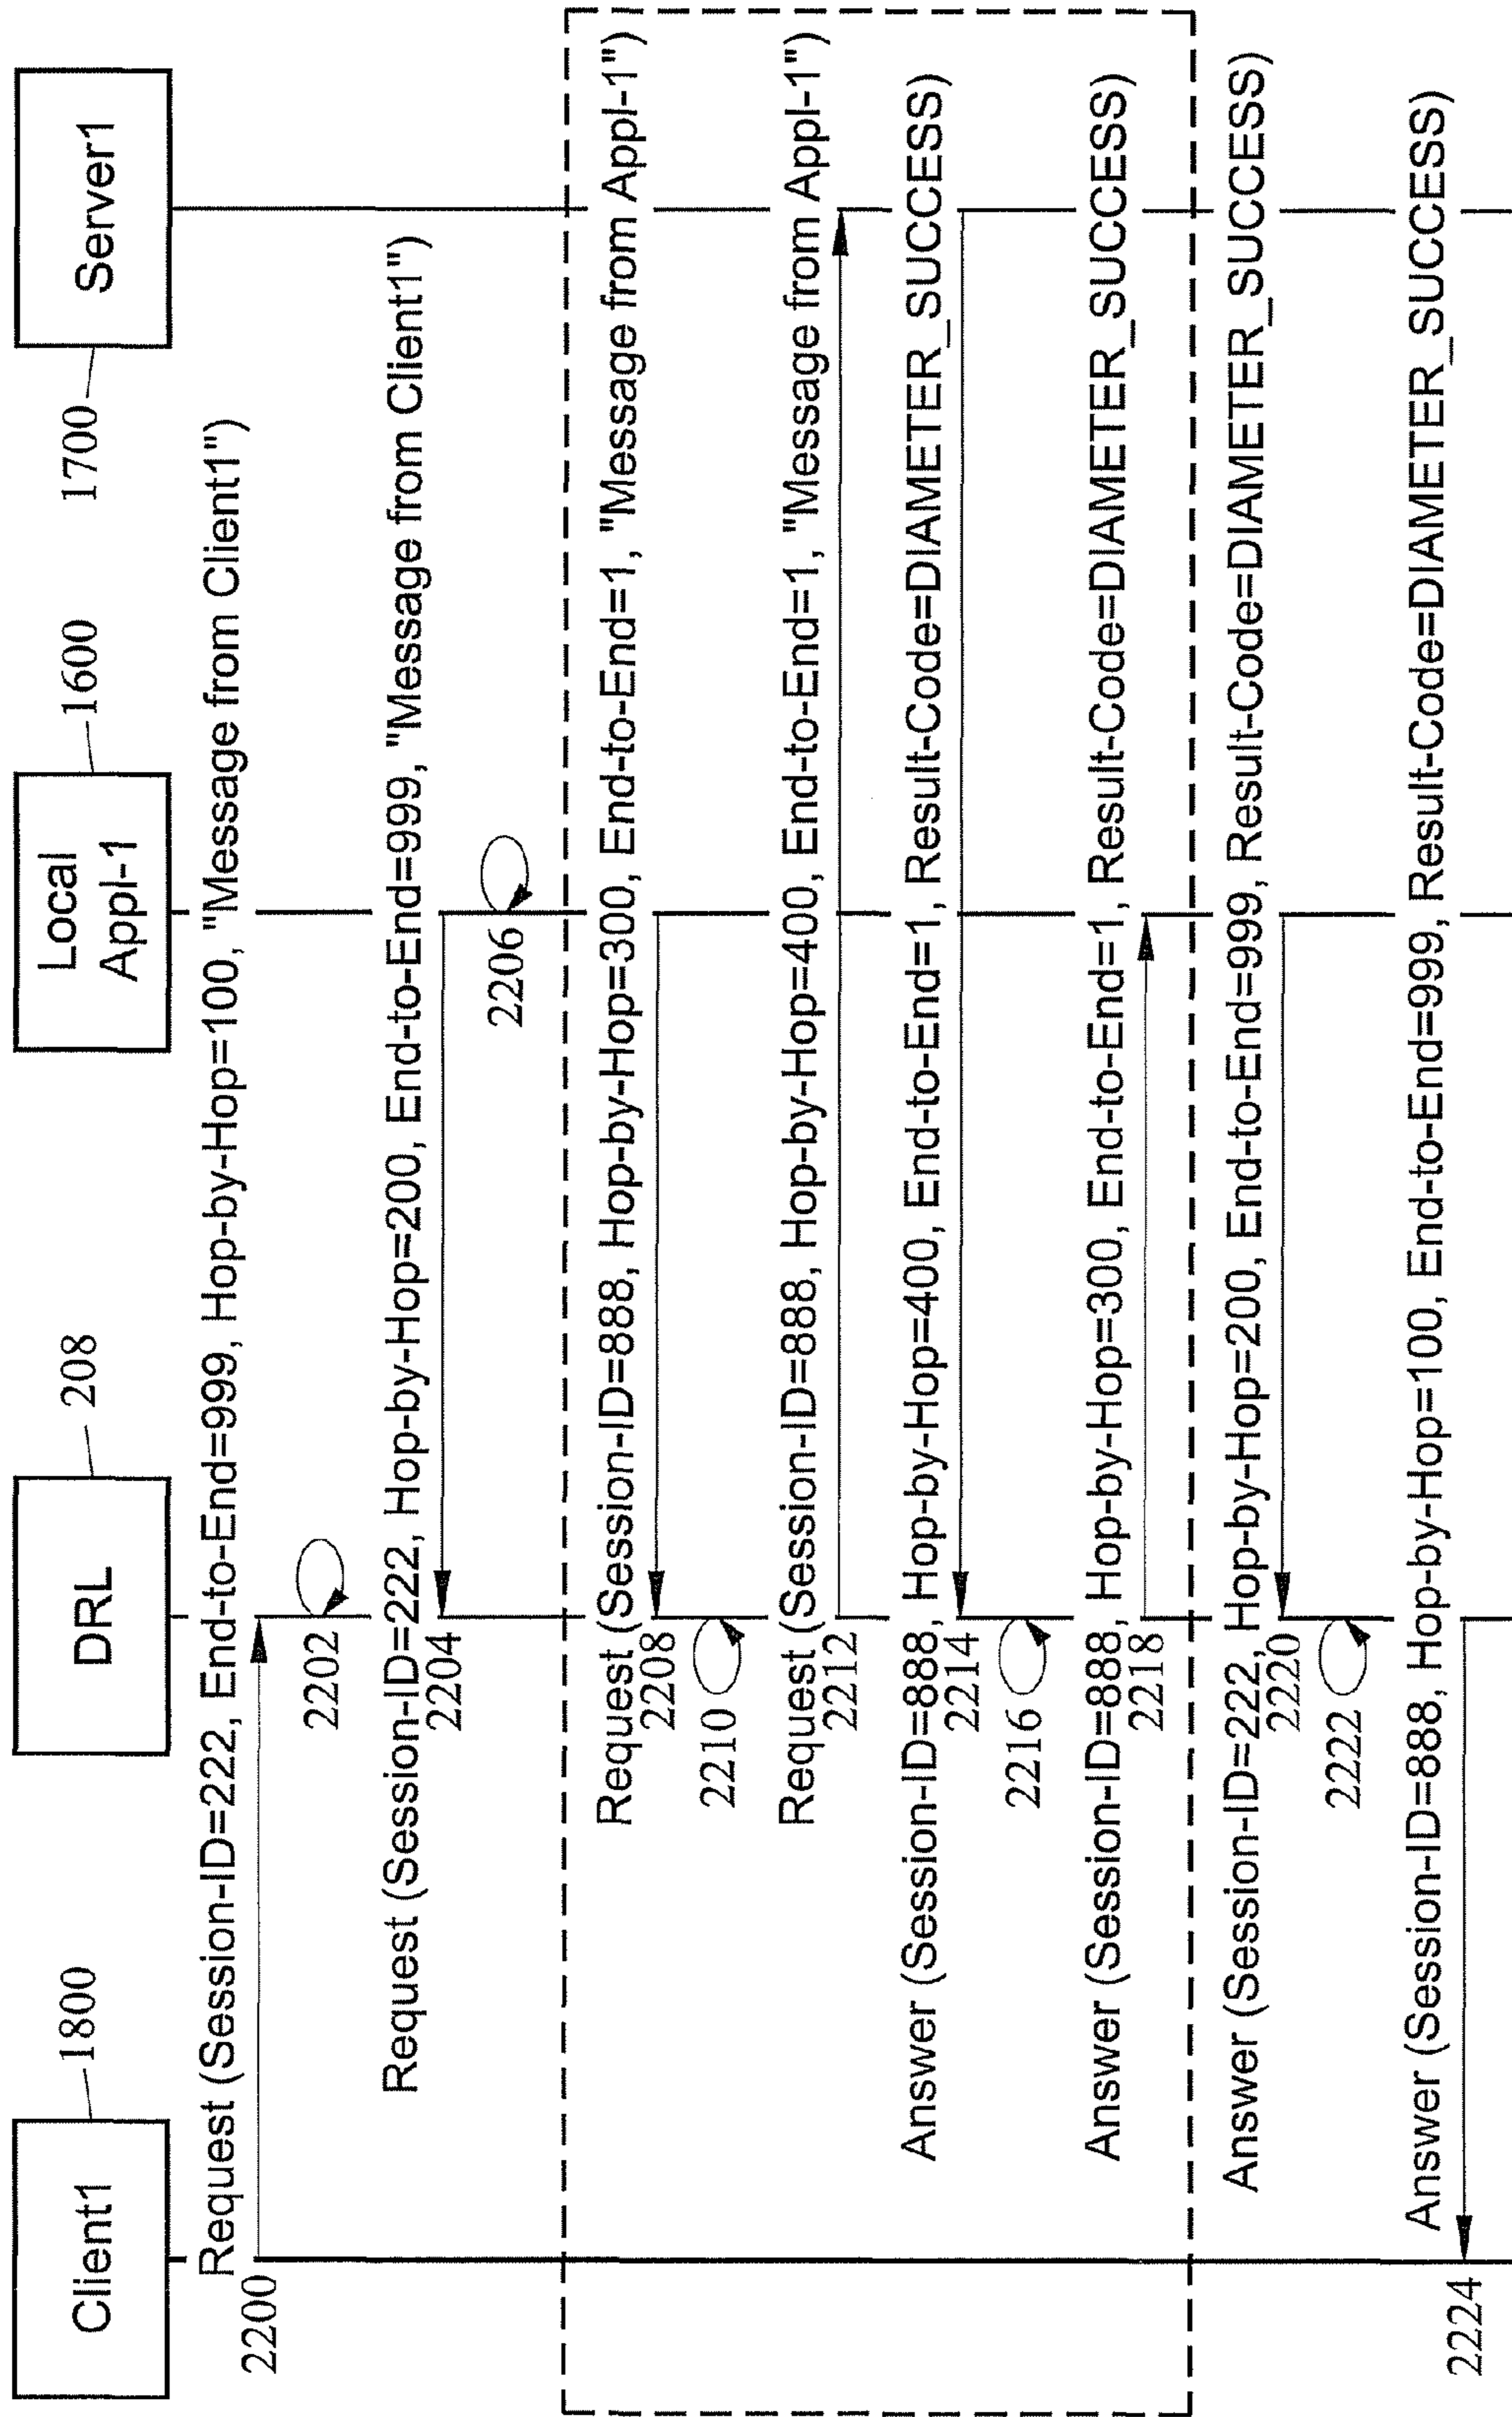 Client1
1800
DRL
208
Local
Appl-1
1600
Server1
1700
Request (Session-ID=222, End-to-End=999, Hop-by-Hop=100, "Message from Client1")
2200
2202
Request (Session-ID=222, Hop-by-Hop=200, End-to-End=999, "Message from Client1")
2204
2206
Request (Session-ID=888, Hop-by-Hop=300, End-to-End=1, "Message from Appl-1")
2208
2210
Request (Session-ID=888, Hop-by-Hop=400, End-to-End=1, "Message from Appl-1")
2212
Answer (Session-ID=888, Hop-by-Hop=400, End-to-End=1, Result-Code=DIAMETER_SUCCESS)
2214
2216
Answer (Session-ID=888, Hop-by-Hop=300, End-to-End=1, Result-Code=DIAMETER_SUCCESS)
2218
Answer (Session-ID=222, Hop-by-Hop=200, End-to-End=999, Result-Code=DIAMETER_SUCCESS)
2220
2222
Answer (Session-ID=888, Hop-by-Hop=100, End-to-End=999, Result-Code=DIAMETER_SUCCESS)
2224